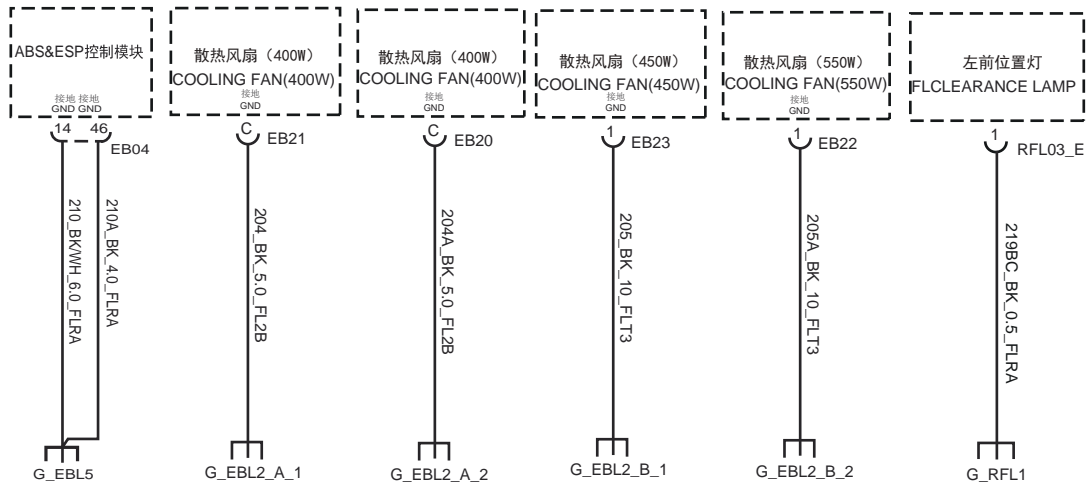 ABS&ESP控制模块
接地 接地
GND GND
14 46
EB04
210_BK/WH_6.0_FLRA
210A_BK_4.0_FLRA
G_EBL5
散热风扇（400W）
COOLING FAN(400W)
接地
GND
C
EB21
204_BK_5.0_FL2B
G_EBL2_A_1
散热风扇（400W）
COOLING FAN(400W)
接地
GND
C
EB20
204A_BK_5.0_FL2B
G_EBL2_A_2
散热风扇（450W）
COOLING FAN(450W)
接地
GND
1
EB23
205_BK_10_FLT3
G_EBL2_B_1
散热风扇（550W）
COOLING FAN(550W)
接地
GND
1
EB22
205A_BK_10_FLT3
G_EBL2_B_2
左前位置灯
FLCLEARANCE LAMP
1
RFL03_E
219BC_BK_0.5_FLRA
G_RFL1